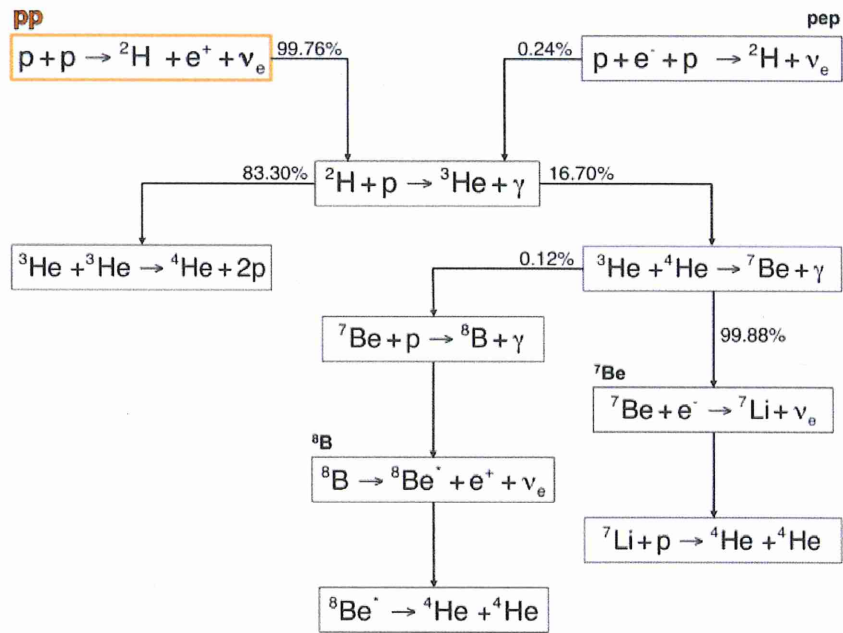 pp
pep
p + p → ²H + e⁺ + νₑ
99.76%
0.24%
p + e⁻ + p → ²H + νₑ
83.30%
²H + p → ³He + γ
16.70%
³He + ³He → ⁴He + 2p
0.12%
³He + ⁴He → ⁷Be + γ
⁷Be + p → ⁸B + γ
99.88%
⁷Be
⁷Be + e⁻ → ⁷Li + νₑ
⁸B
⁸B → ⁸Be* + e⁺ + νₑ
⁷Li + p → ⁴He + ⁴He
⁸Be* → ⁴He + ⁴He